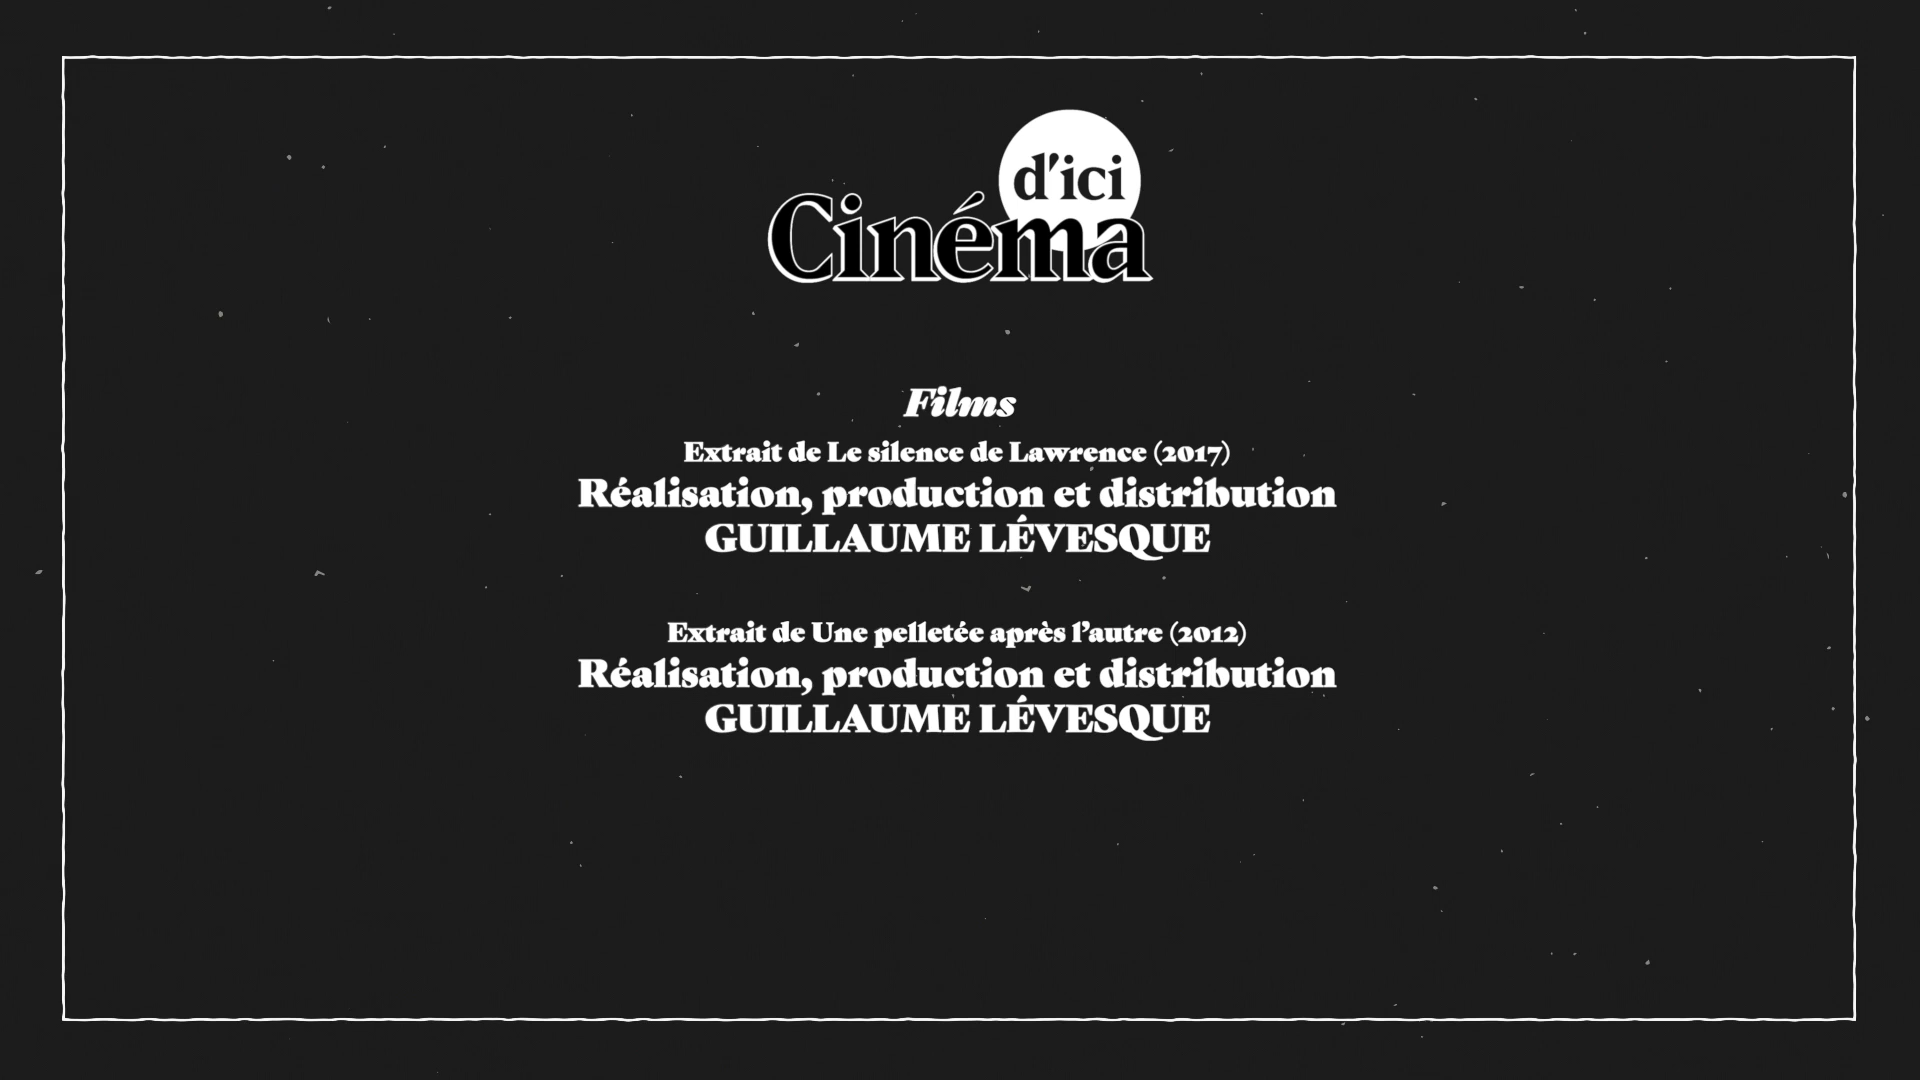 d'ici
Cinéma
Films
Extrait de Le silence de Lawrence (2017)
Réalisation, production et distribution
GUILLAUME LÉVESQUE
Extrait de Une pelletée après l’autre (2012)
Réalisation, production et distribution
GUILLAUME LÉVESQUE